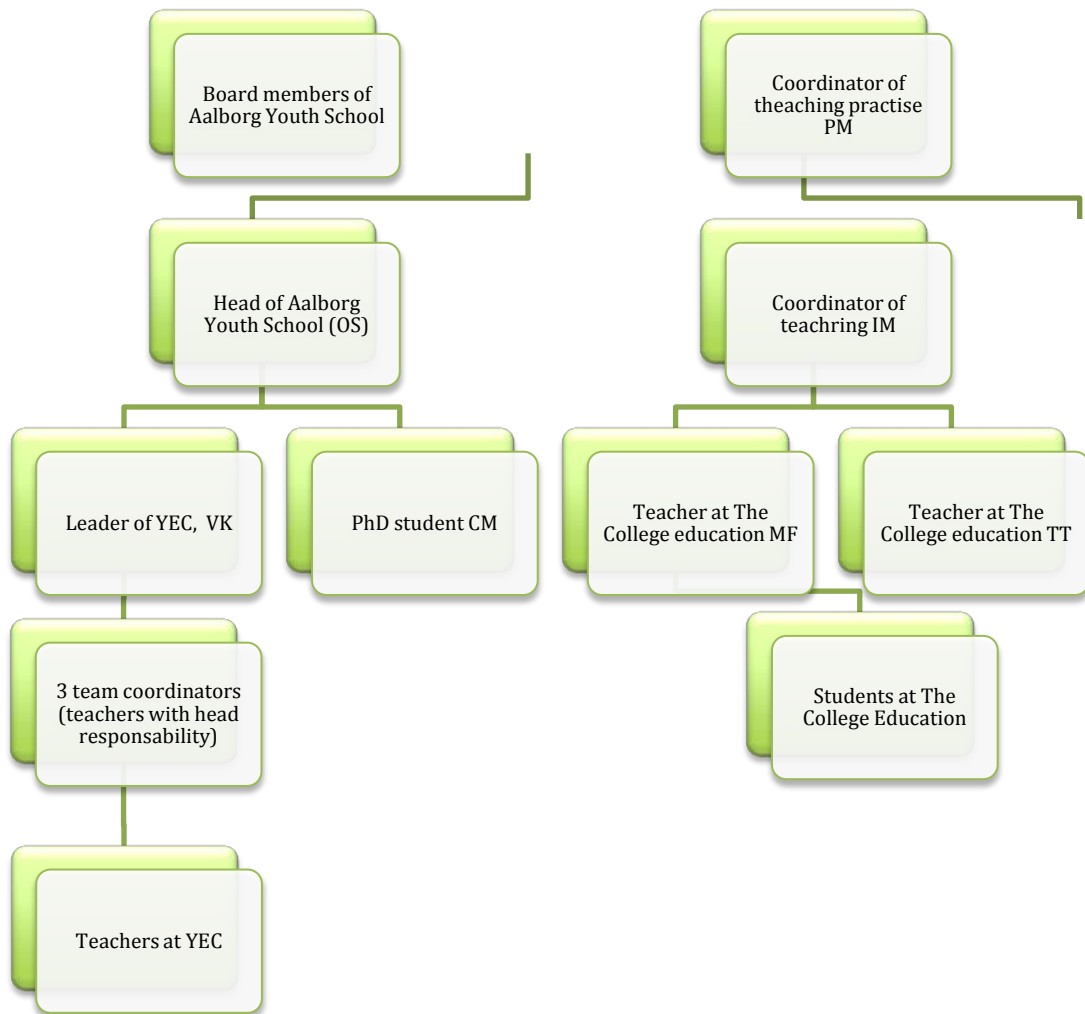 Board members of
Aalborg Youth School
Coordinator of
theaching practise
PM
Head of Aalborg
Youth School (OS)
Coordinator of
teachring IM
Leader of YEC,  VK
PhD student CM
Teacher at The
College education MF
Teacher at The
College education TT
3 team coordinators
(teachers with head
responsability)
Students at The
College Education
Teachers at YEC